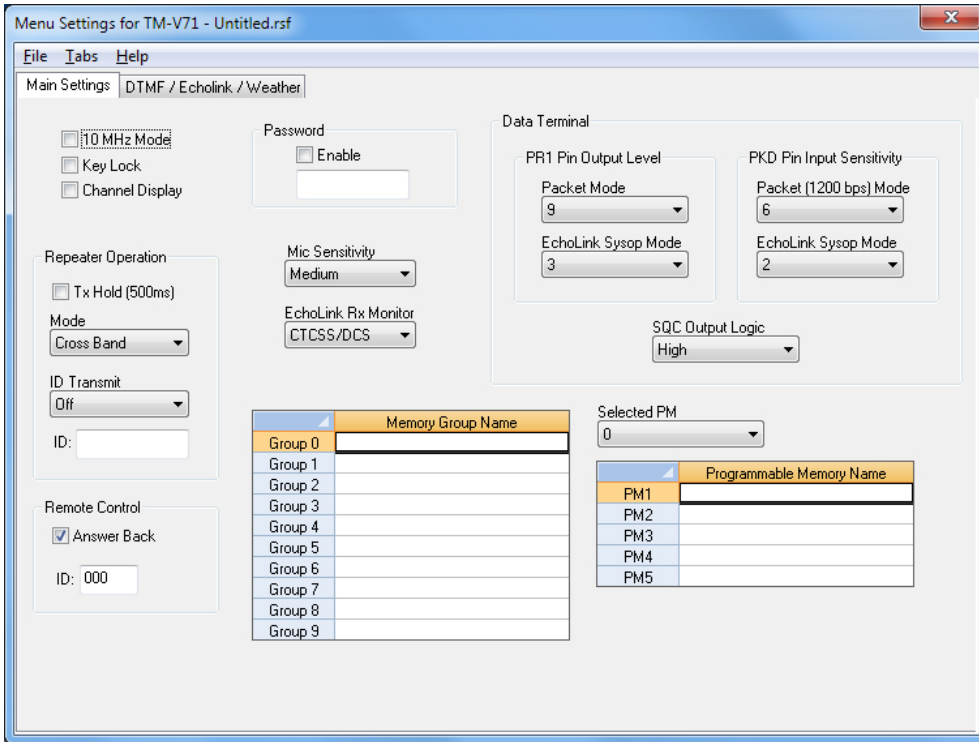 Menu Settings for TM-V71 - Untitled.rsf
x
File Tabs Help
Main Settings DTMF / Echolink / Weather
10 MHz Mode
Key Lock
Channel Display
Password
Enable
Data Terminal
PR1 Pin Output Level
Packet Mode
9
EchoLink Sysop Mode
3
PKD Pin Input Sensitivity
Packet (1200 bps) Mode
6
EchoLink Sysop Mode
2
SQC Output Logic
High
Mic Sensitivity
Medium
EchoLink Rx Monitor
CTCSS/DCS
Repeater Operation
Tx Hold (500ms)
Mode
Cross Band
ID Transmit
Off
ID:
Remote Control
Answer Back
ID: 000
Memory Group Name
Group 0
Group 1
Group 2
Group 3
Group 4
Group 5
Group 6
Group 7
Group 8
Group 9
Selected PM
0
Programmable Memory Name
PM1
PM2
PM3
PM4
PM5